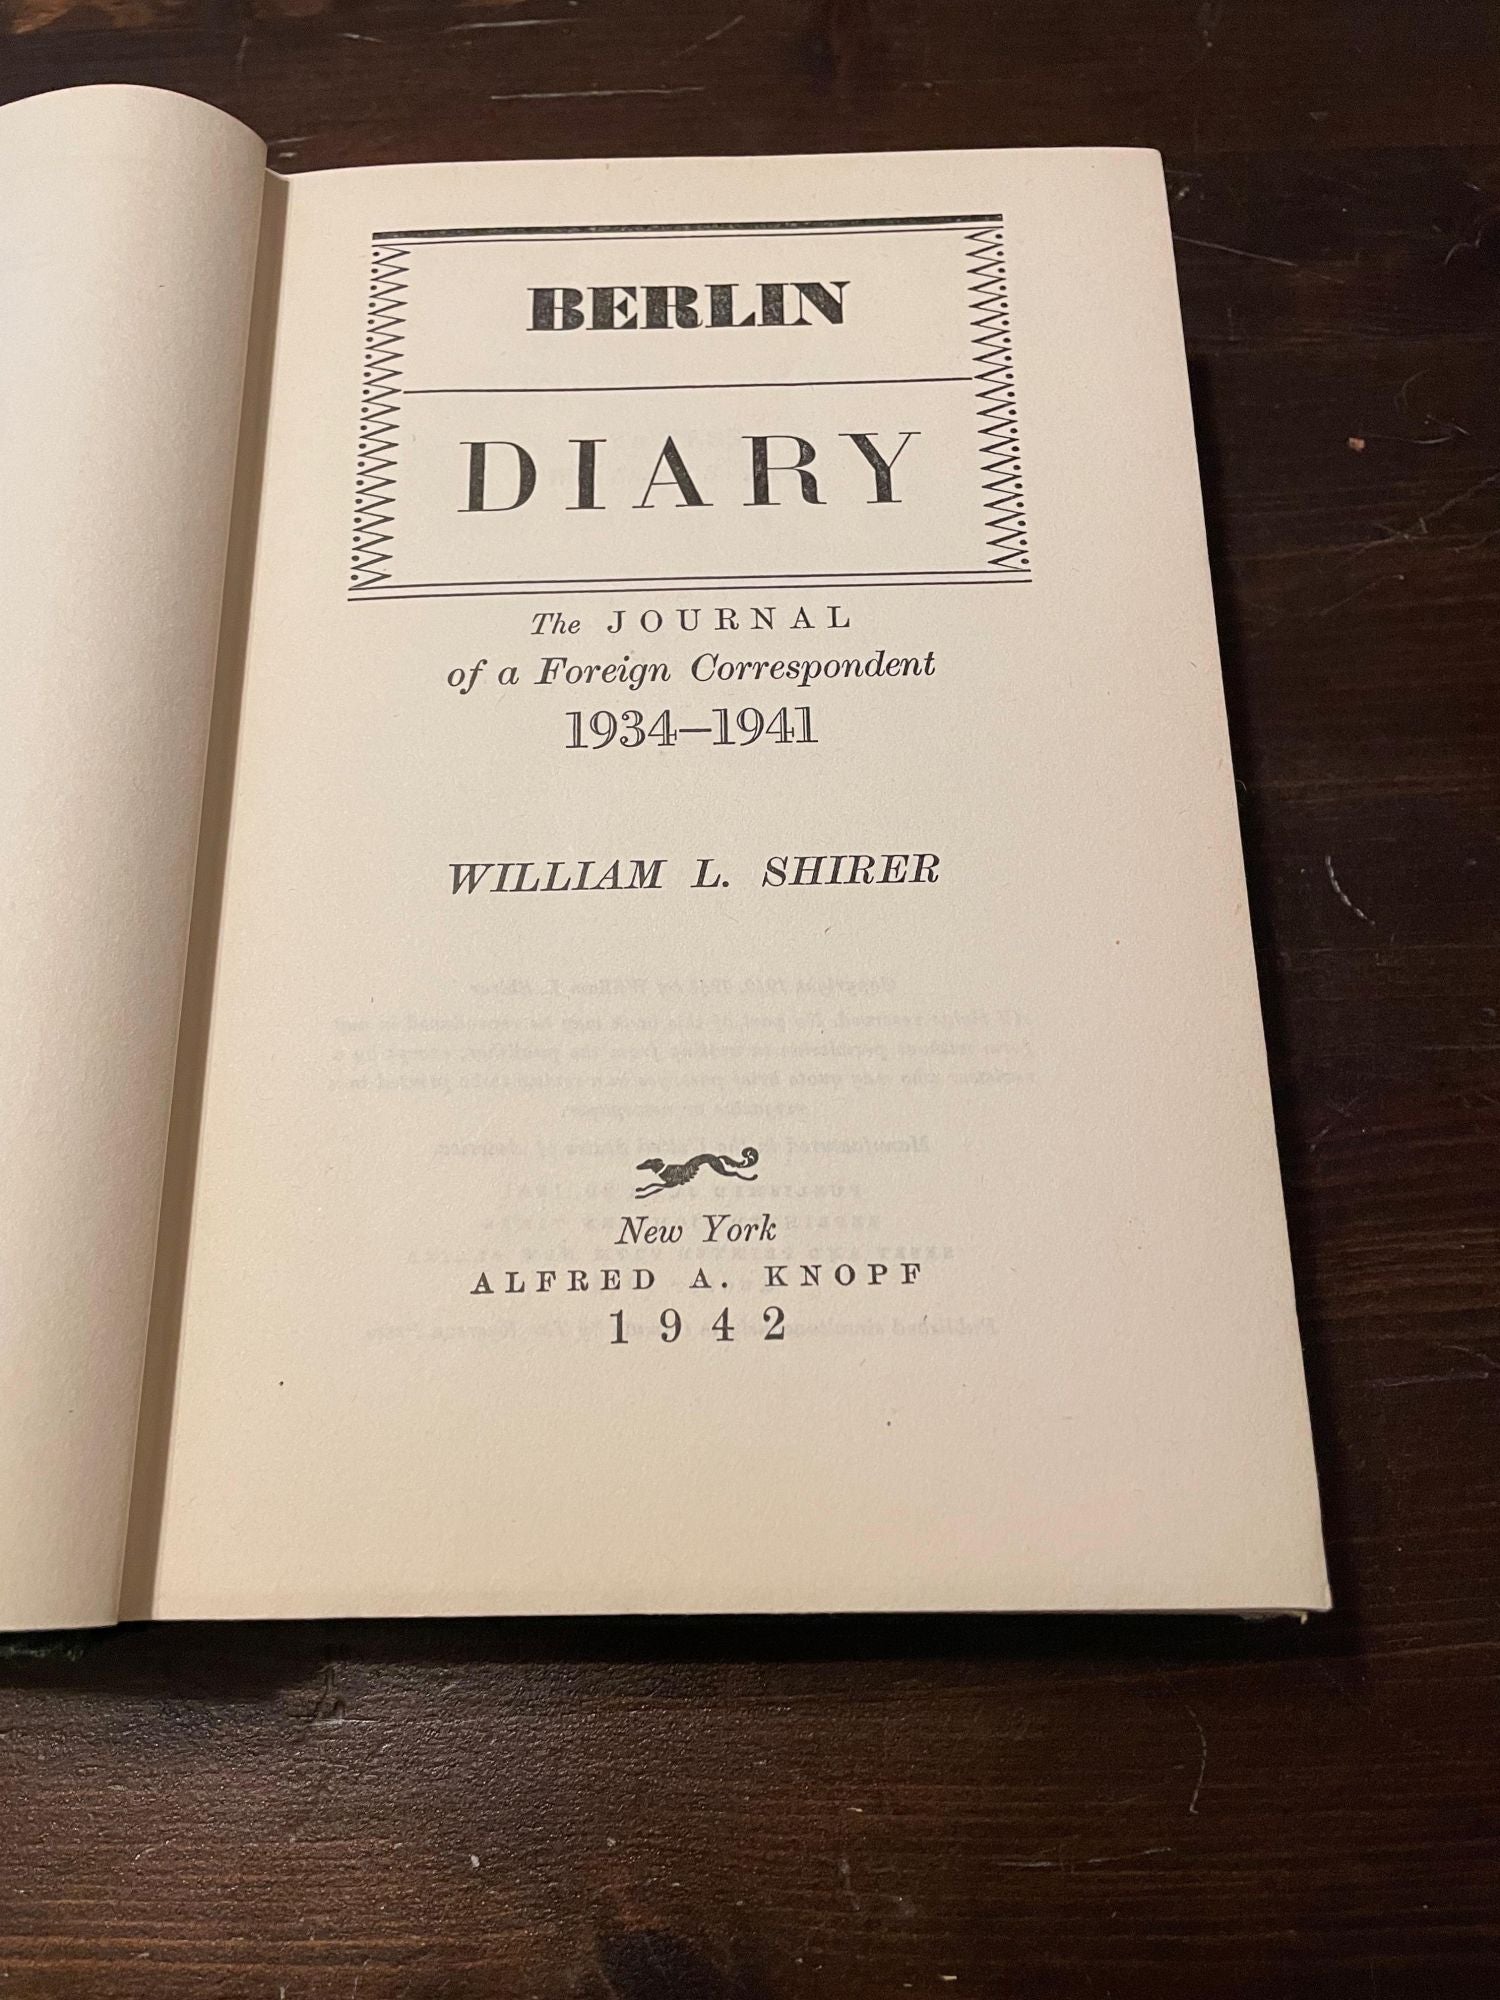 BERLIN
DIARY
The JOURNAL
of a Foreign Correspondent
1934–1941
WILLIAM L. SHIRER
New York
ALFRED A. KNOPF
1942